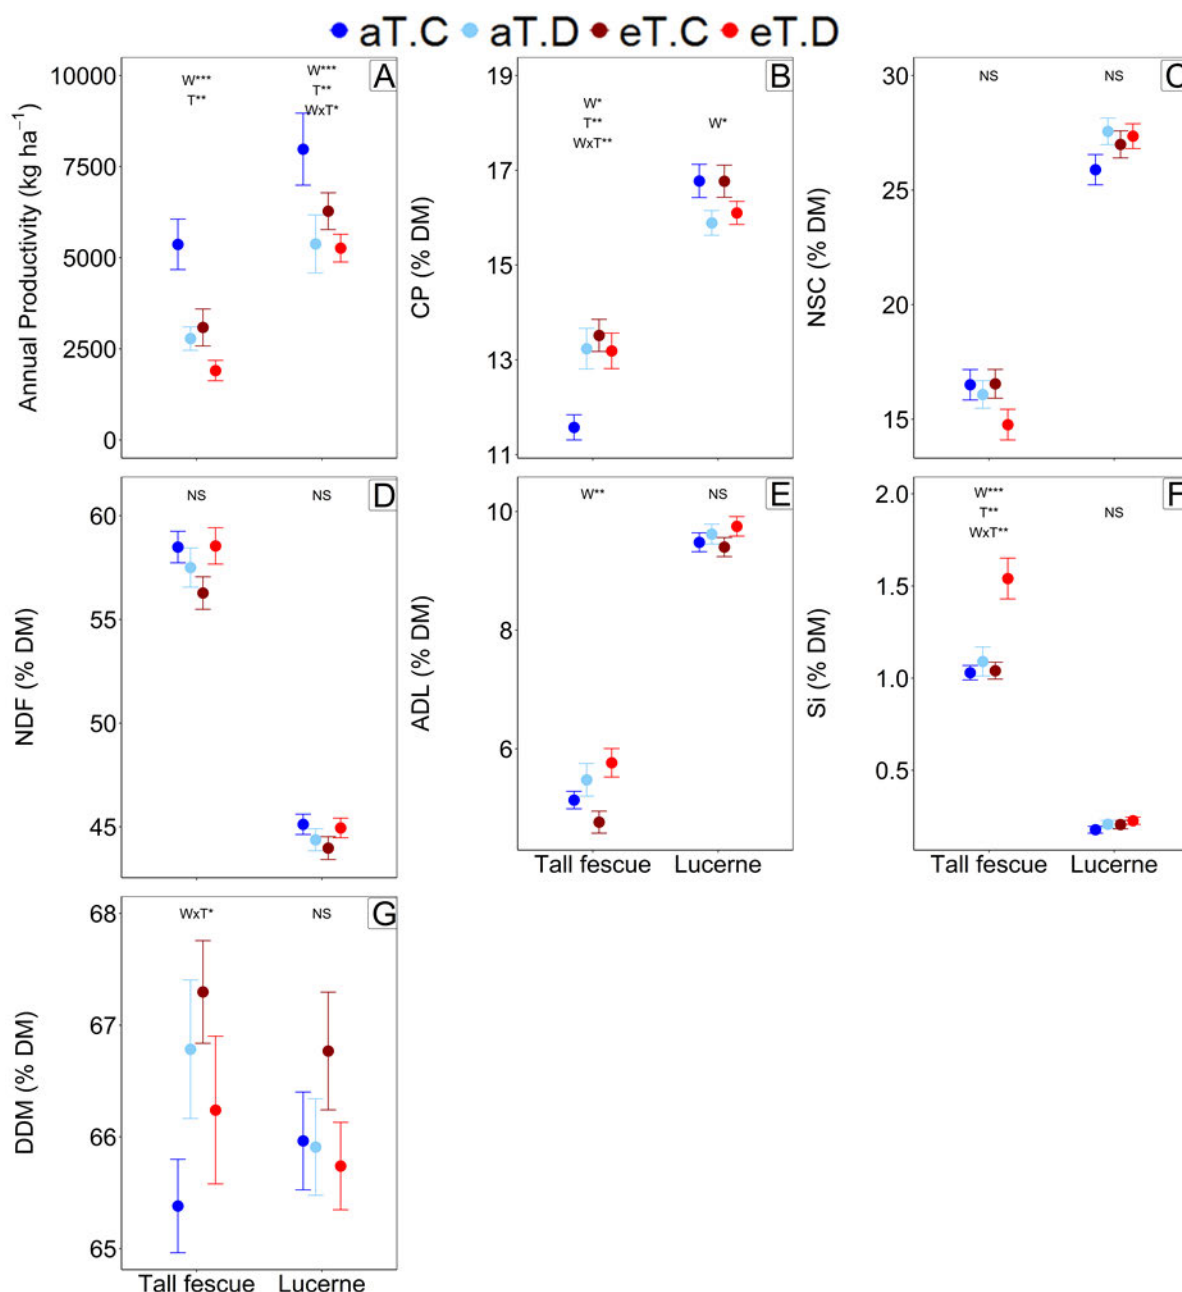 aT.C aT.D eT.C eT.D
A
Annual Productivity (kg ha⁻¹)
10000
7500
5000
2500
0
W***
T**
W***
T**
WxT*
B
CP (% DM)
19
17
15
13
11
W*
T**
WxT**
W*
C
NSC (% DM)
30
25
20
15
NS
NS
D
NDF (% DM)
60
55
50
45
NS
NS
E
ADL (% DM)
10
8
6
W**
NS
Tall fescue Lucerne
F
Si (% DM)
2.0
1.5
1.0
0.5
W***
T**
WxT**
NS
Tall fescue Lucerne
G
DDM (% DM)
68
67
66
65
WxT*
NS
Tall fescue Lucerne